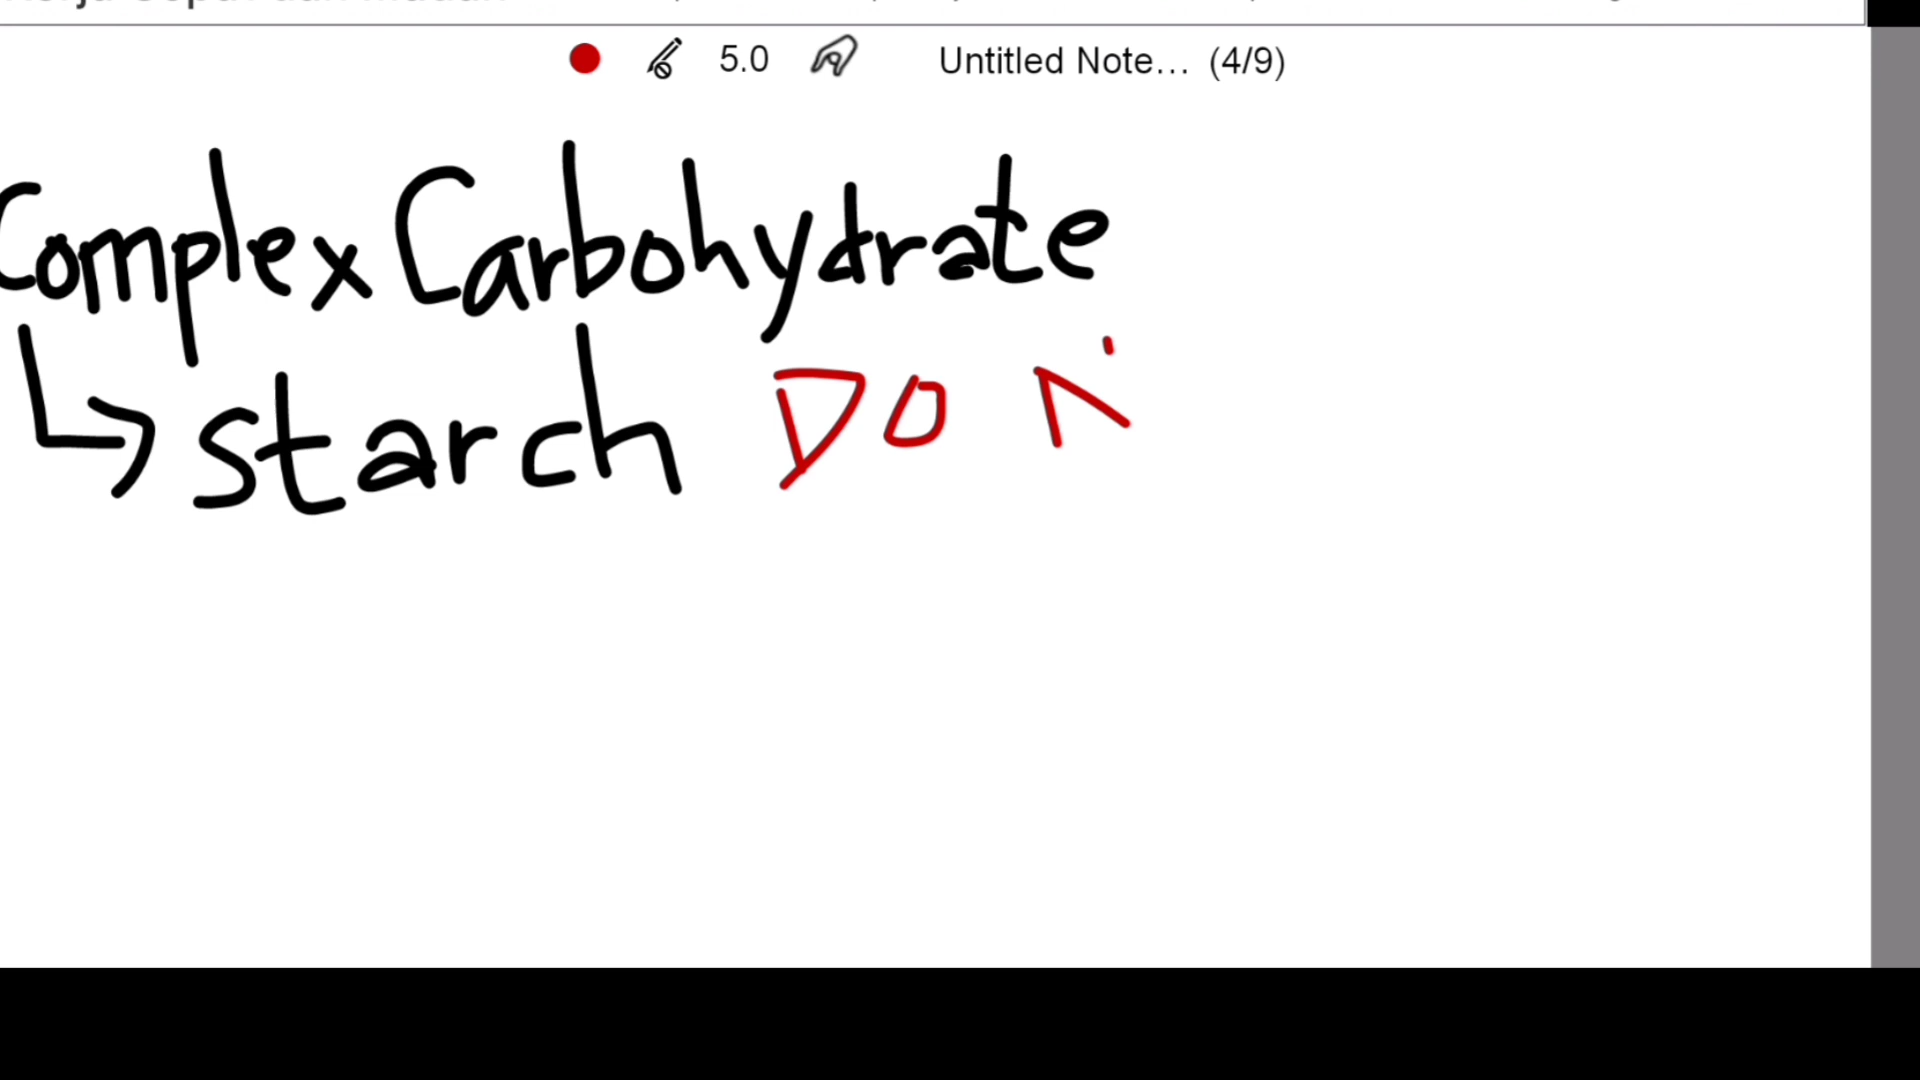 5.0 Untitled Note... (4/9)
Complex Carbohydrate
starch DO